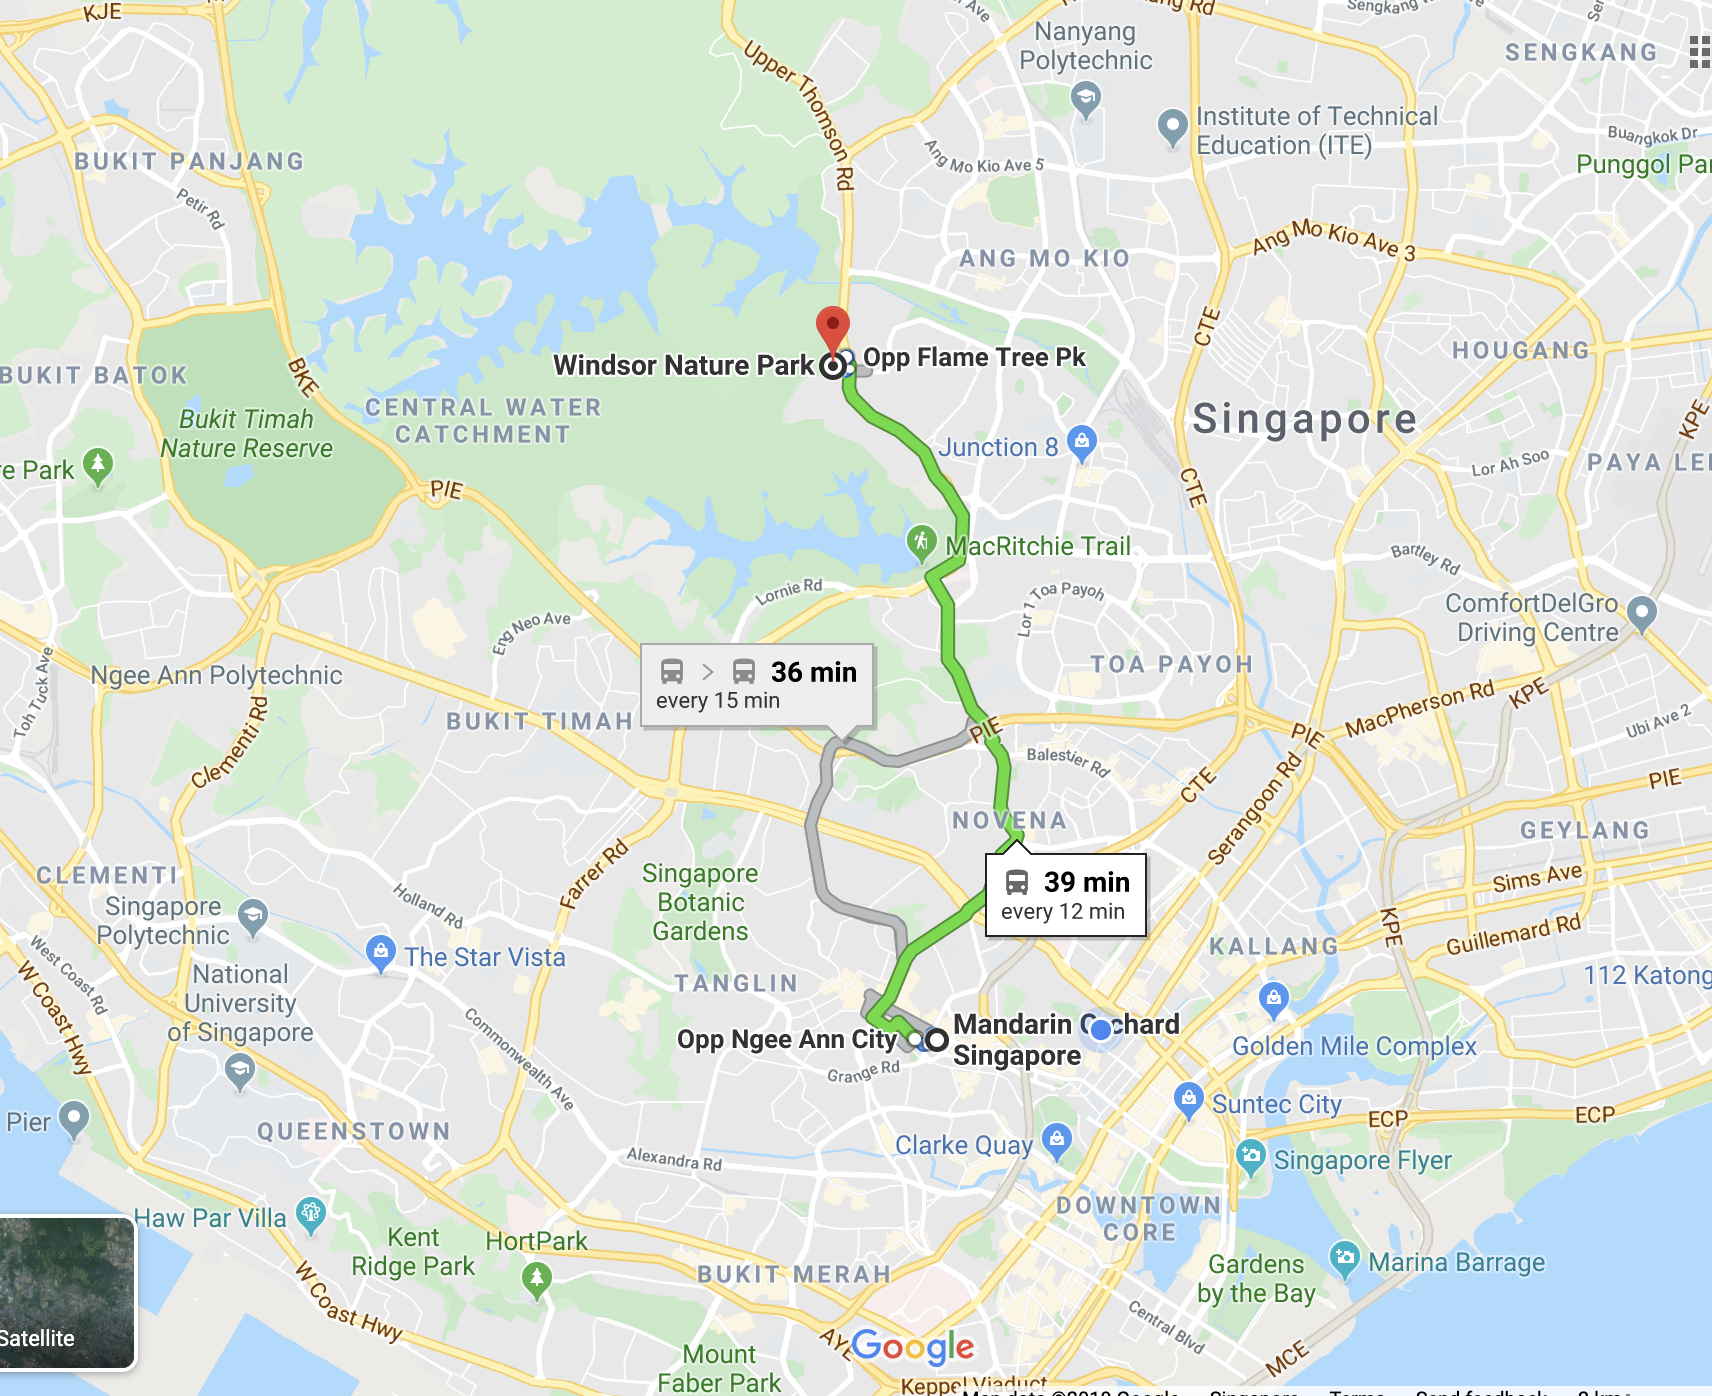 KJE
Upper Thomson Rd
Nanyang
Polytechnic
SENGKANG
Institute of Technical
Education (ITE)
Buangkok Dr
Punggol Par
BUKIT PANJANG
Petir Rd
Ang Mo Kio Ave 5
ANG MO KIO
Ang Mo Kio Ave 3
CTE
HOUGANG
Windsor Nature Park
Opp Flame Tree Pk
BUKIT BATOK
BKE
Bukit Timah
Nature Reserve
CENTRAL WATER
CATCHMENT
Singapore
KPE
Junction 8
re Park
PIE
CTE
Lor Ah Soo
PAYA LE
MacRitchie Trail
Bartley Rd
Lornie Rd
Lor 1 Toa Payoh
ComfortDelGro
Driving Centre
Eng Neo Ave
Toh Tuck Ave
Ngee Ann Polytechnic
36 min
every 15 min
TOA PAYOH
BUKIT TIMAH
Clementi Rd
PIE
MacPherson Rd
KPE
Ubi Ave 2
PIE
Balestier Rd
CTE
Serangoon Rd
PIE
NOVENA
GEYLANG
CLEMENTI
Farrer Rd
Singapore
Botanic
Gardens
39 min
every 12 min
Sims Ave
Singapore
Polytechnic
Holland Rd
KPE
Guillemard Rd
KALLANG
West Coast Rd
W Coast Hwy
The Star Vista
National
University
of Singapore
TANGLIN
112 Katong
Commonwealth Ave
Opp Ngee Ann City
Mandarin Orchard
Singapore
Golden Mile Complex
Grange Rd
Suntec City
Pier
QUEENSTOWN
ECP
ECP
Clarke Quay
Alexandra Rd
Singapore Flyer
DOWNTOWN
CORE
Haw Par Villa
Kent
Ridge Park
HortPark
BUKIT MERAH
Gardens
by the Bay
Marina Barrage
W Coast Hwy
Satellite
AYE
Google
Central Blvd
MCE
Mount
Faber Park
Keppel Viaduct
Map data ©2019 Google
Singapore
Terms
Send feedback
2 km